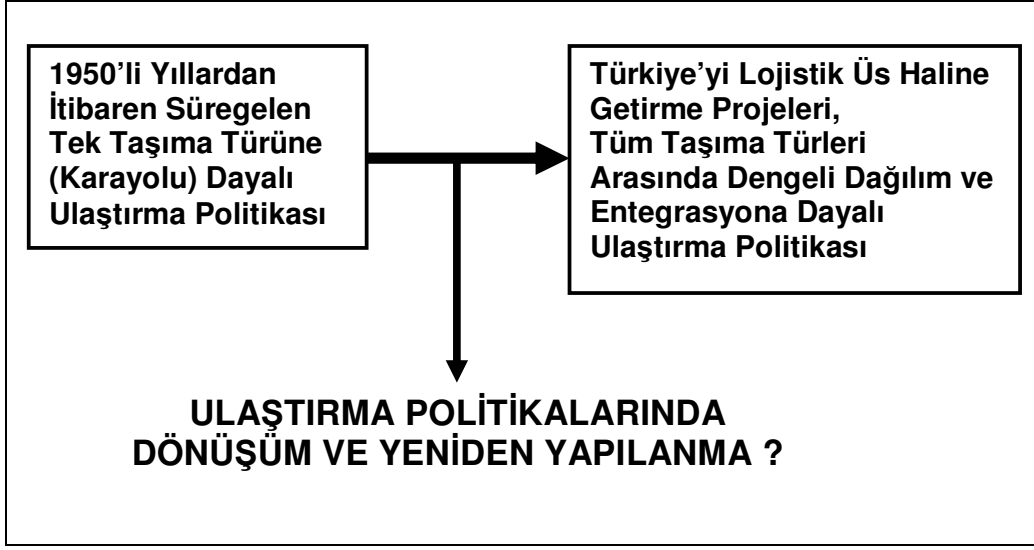 1950'li Yıllardan
İtibaren Süregelen
Tek Taşıma Türüne
(Karayolu) Dayalı
Ulaştırma Politikası
Türkiye'yi Lojistik Üs Haline
Getirme Projeleri,
Tüm Taşıma Türleri
Arasında Dengeli Dağılım ve
Entegrasyona Dayalı
Ulaştırma Politikası
ULAŞTIRMA POLİTİKALARINDA
DÖNÜŞÜM VE YENİDEN YAPILANMA ?